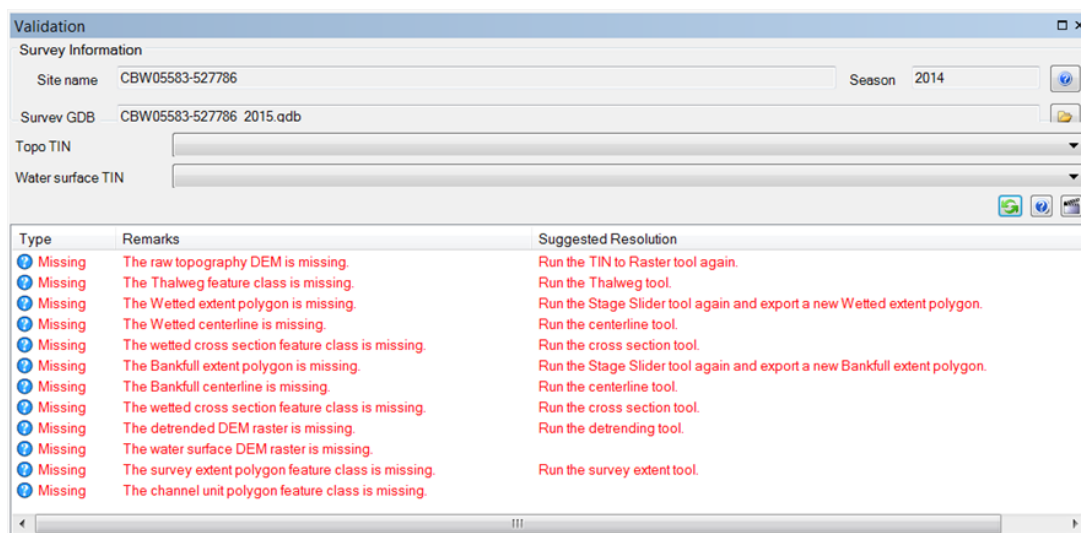 Validation
Survey Information
Site name CBW05583-527786 Season 2014
Survey GDB CBW05583-527786_2015.gdb
Topo TIN
Water surface TIN
Type Remarks Suggested Resolution
Missing The raw topography DEM is missing. Run the TIN to Raster tool again.
Missing The Thalweg feature class is missing. Run the Thalweg tool.
Missing The Wetted extent polygon is missing. Run the Stage Slider tool again and export a new Wetted extent polygon.
Missing The Wetted centerline is missing. Run the centerline tool.
Missing The wetted cross section feature class is missing. Run the cross section tool.
Missing The Bankfull extent polygon is missing. Run the Stage Slider tool again and export a new Bankfull extent polygon.
Missing The Bankfull centerline is missing. Run the centerline tool.
Missing The wetted cross section feature class is missing. Run the cross section tool.
Missing The detrended DEM raster is missing. Run the detrending tool.
Missing The water surface DEM raster is missing.
Missing The survey extent polygon feature class is missing. Run the survey extent tool.
Missing The channel unit polygon feature class is missing.